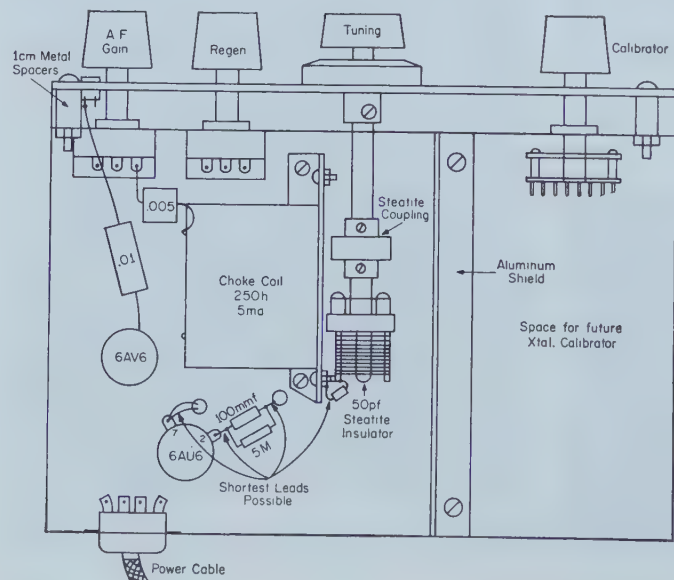 A F
Gain
Regen
Tuning
Calibrator
1cm Metal
Spacers
.005
Steatite
Coupling
.01
Choke Coil
250h
5ma
Aluminum
Shield
Space for future
Xtal. Calibrator
6AV6
100mmf
50pf
Steatite
Insulator
7
2
5M
6AU6
Shortest Leads
Possible
Power Cable